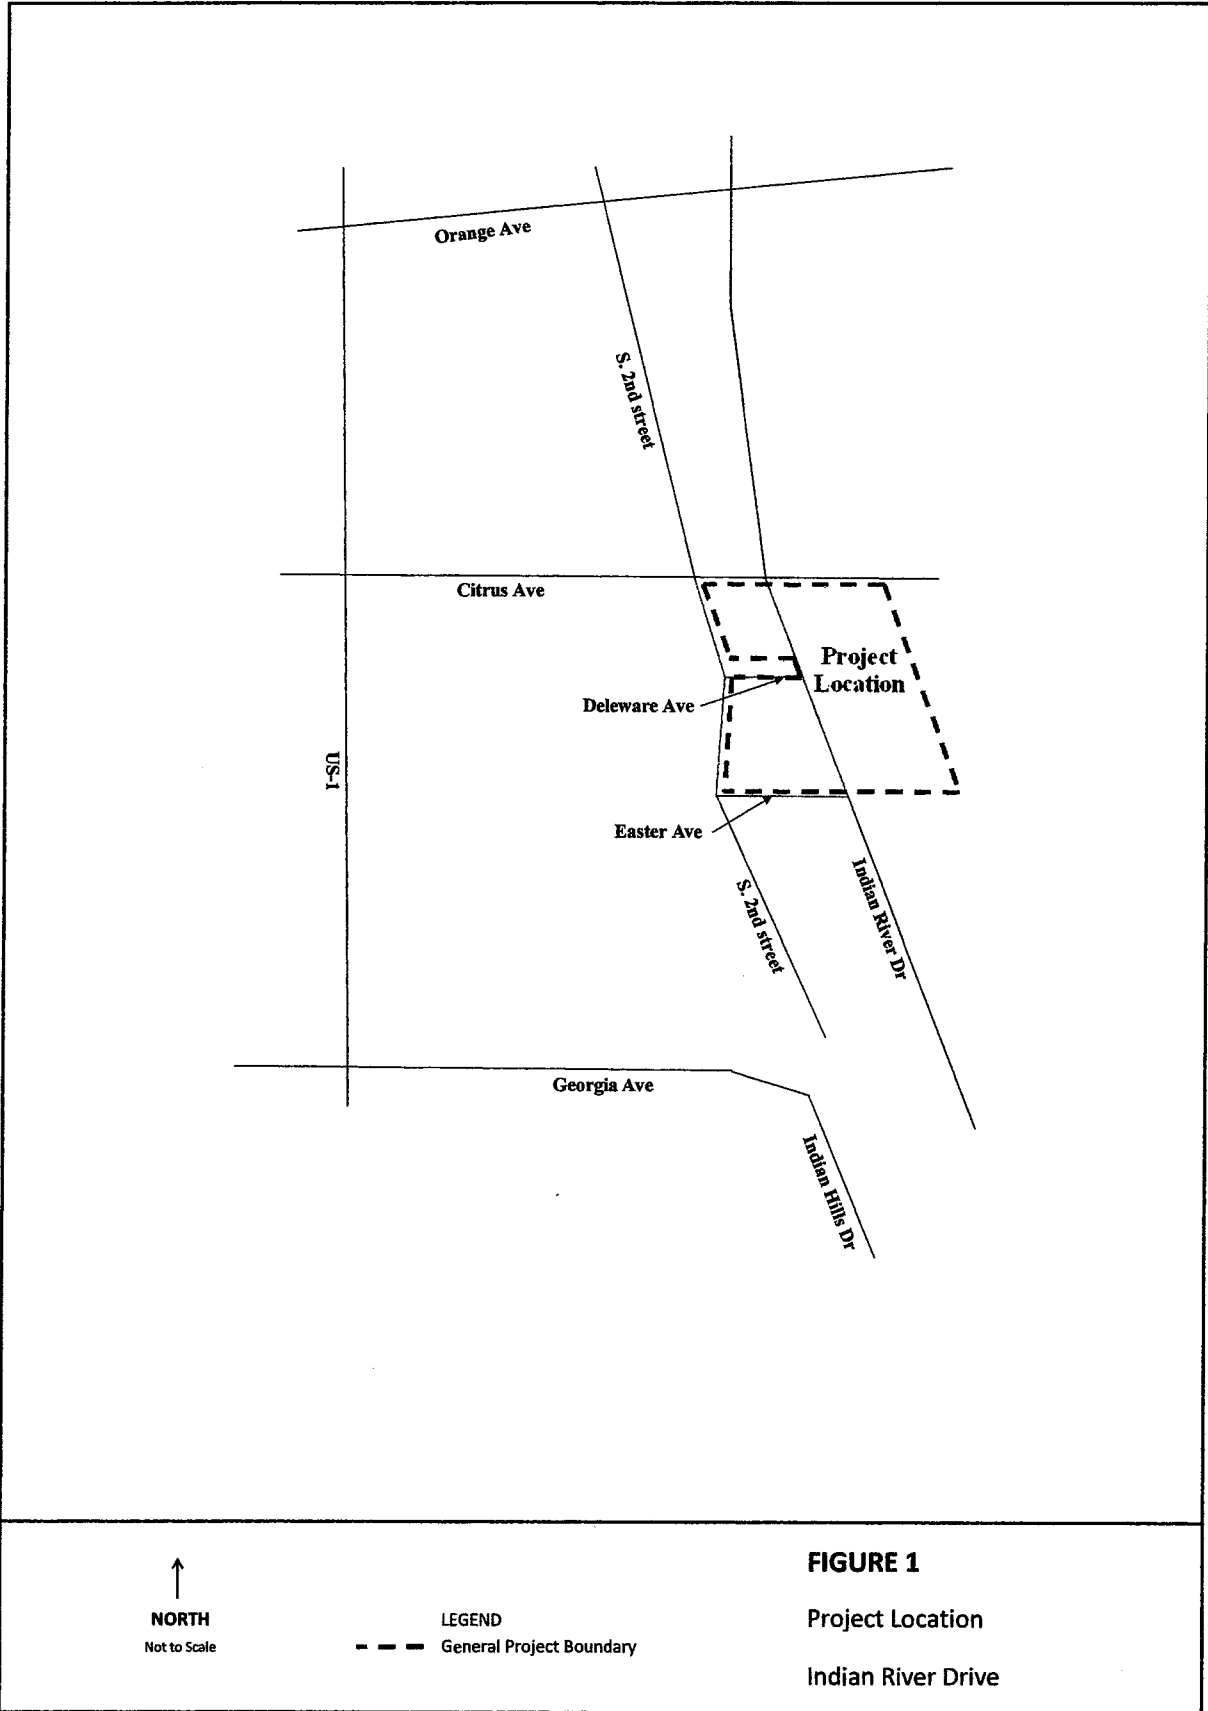 Orange Ave
S. 2nd street
Citrus Ave
Project
Location
Deleware Ave
US-1
Easter Ave
Indian River Dr
S. 2nd street
Georgia Ave
Indian Hills Dr
NORTH
Not to Scale
LEGEND
General Project Boundary
FIGURE 1
Project Location
Indian River Drive